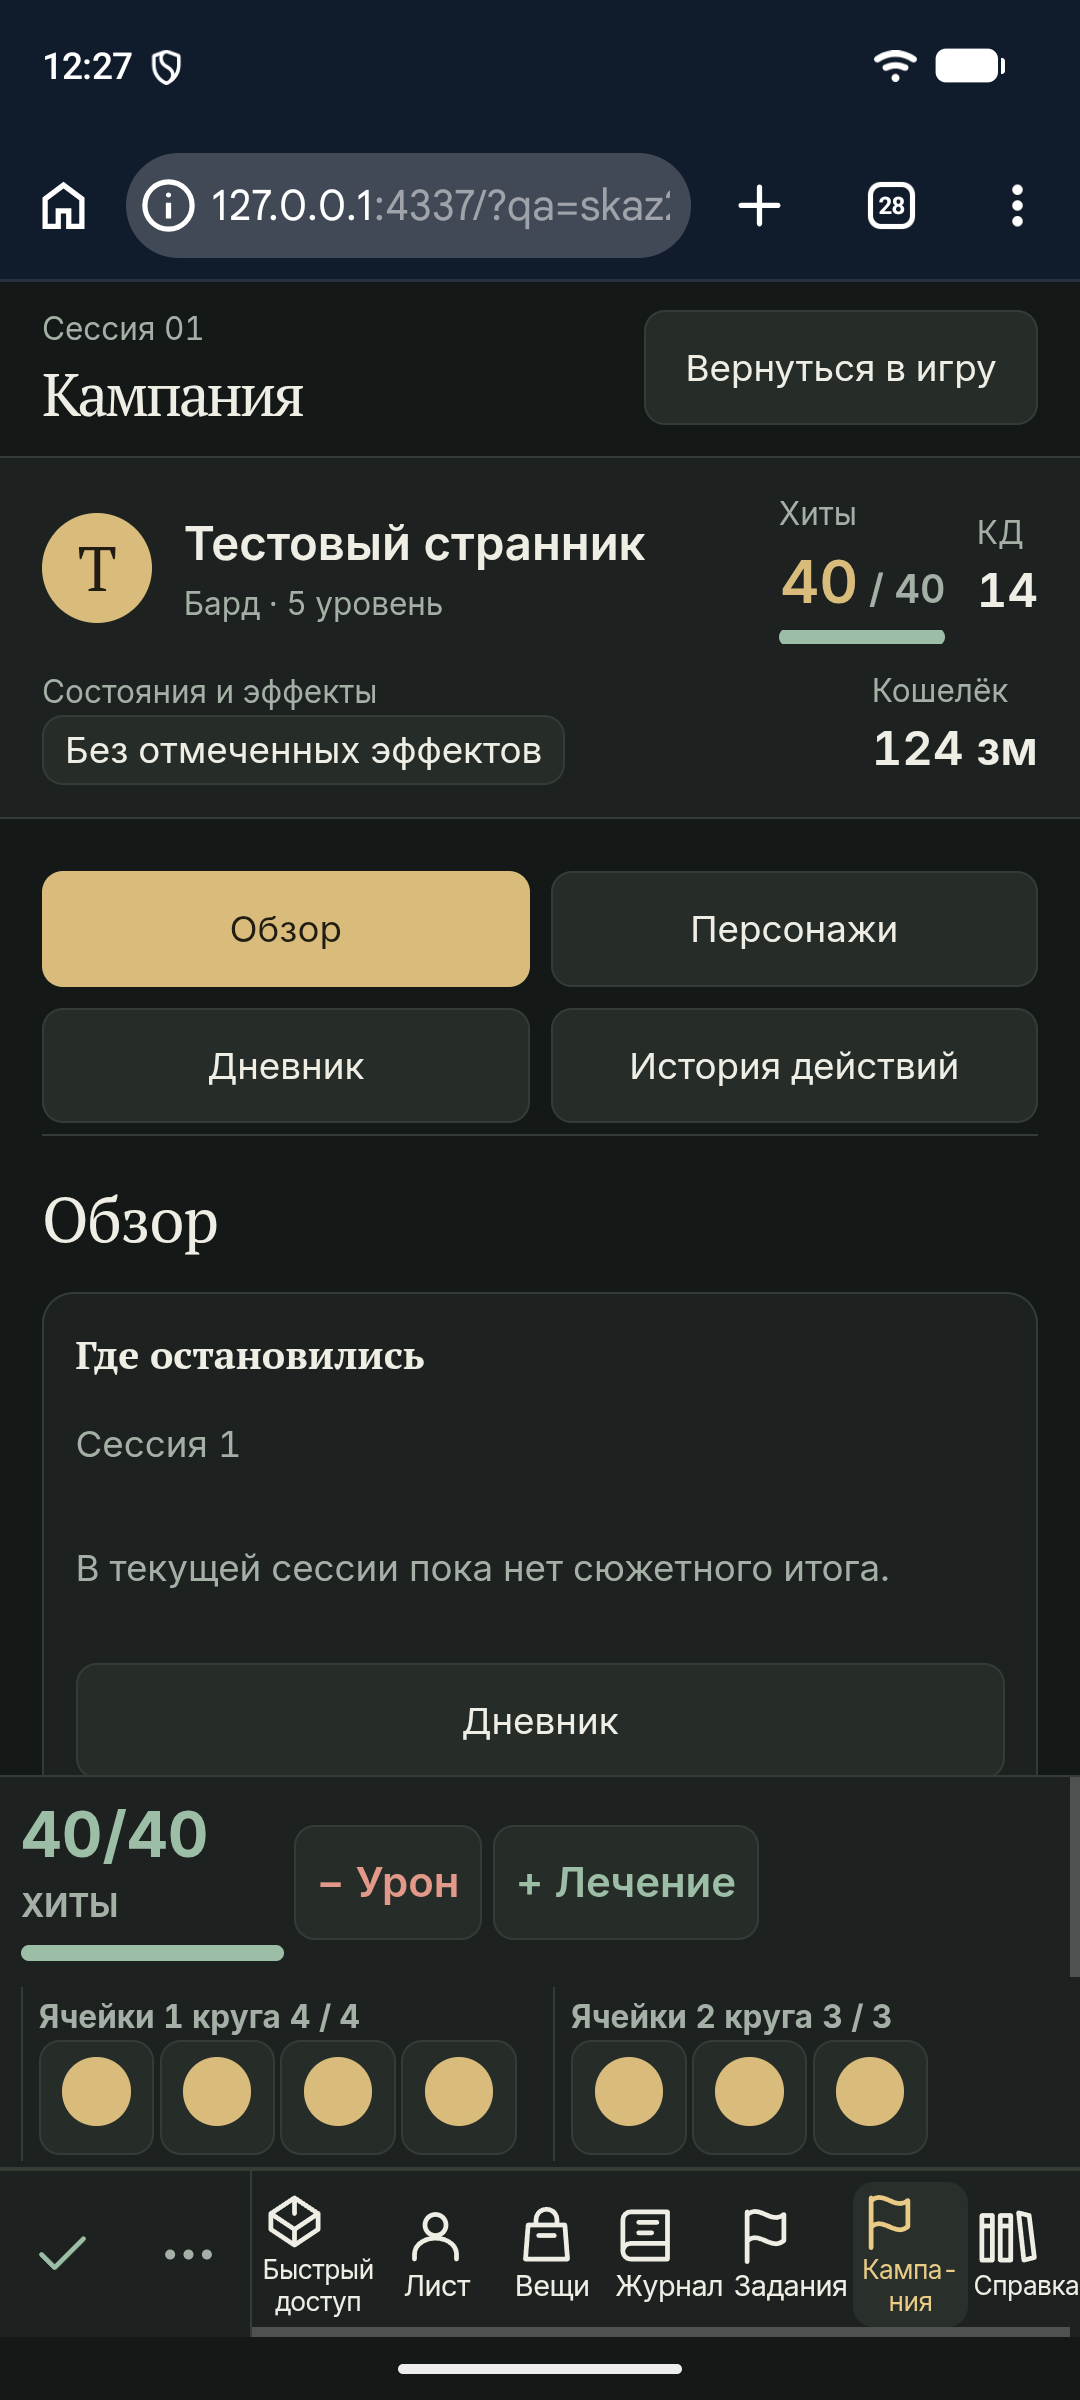 12:27
127.0.0.1:4337/?qa=skaz
28
Сессия 01
Кампания
Вернуться в игру
Т
Тестовый странник
Бард · 5 уровень
Хиты
40 / 40
КД
14
Состояния и эффекты
Без отмеченных эффектов
Кошелёк
124 зм
Обзор
Персонажи
Дневник
История действий
Обзор
Где остановились
Сессия 1
В текущей сессии пока нет сюжетного итога.
Дневник
40/40
ХИТЫ
− Урон
+ Лечение
Ячейки 1 круга 4 / 4
Ячейки 2 круга 3 / 3
Быстрый
доступ
Лист
Вещи
Журнал
Задания
Кампа-
ния
Справка